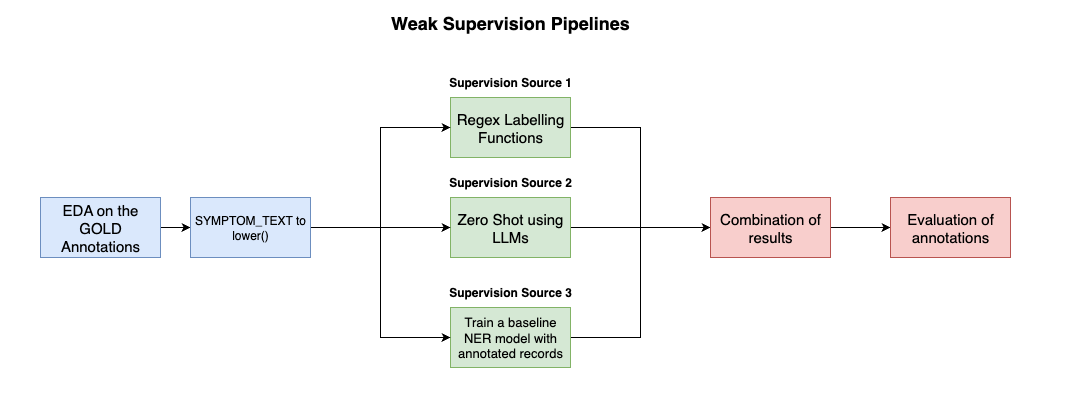 Weak Supervision Pipelines
Supervision Source 1
Regex Labelling
Functions
Supervision Source 2
EDA on the
GOLD
Annotations
SYMPTOM_TEXT to
lower()
Zero Shot using
LLMs
Combination of
results
Evaluation of
annotations
Supervision Source 3
Train a baseline
NER model with
annotated records